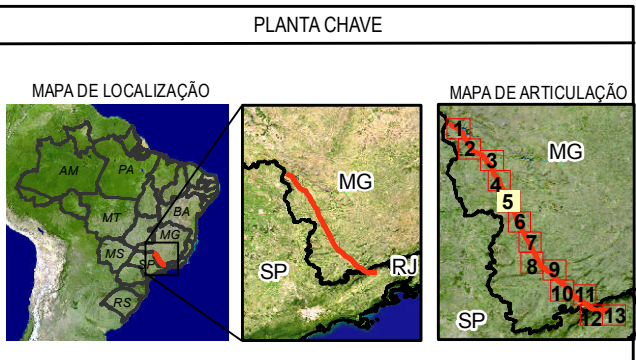 PLANTA CHAVE
MAPA DE LOCALIZAÇÃO
MAPA DE ARTICULAÇÃO
AM
PA
BA
MT
MG
MS
SP
RS
MG
SP
RJ
1
2
3
MG
4
5
6
7
8
9
10
11
12
13
SP